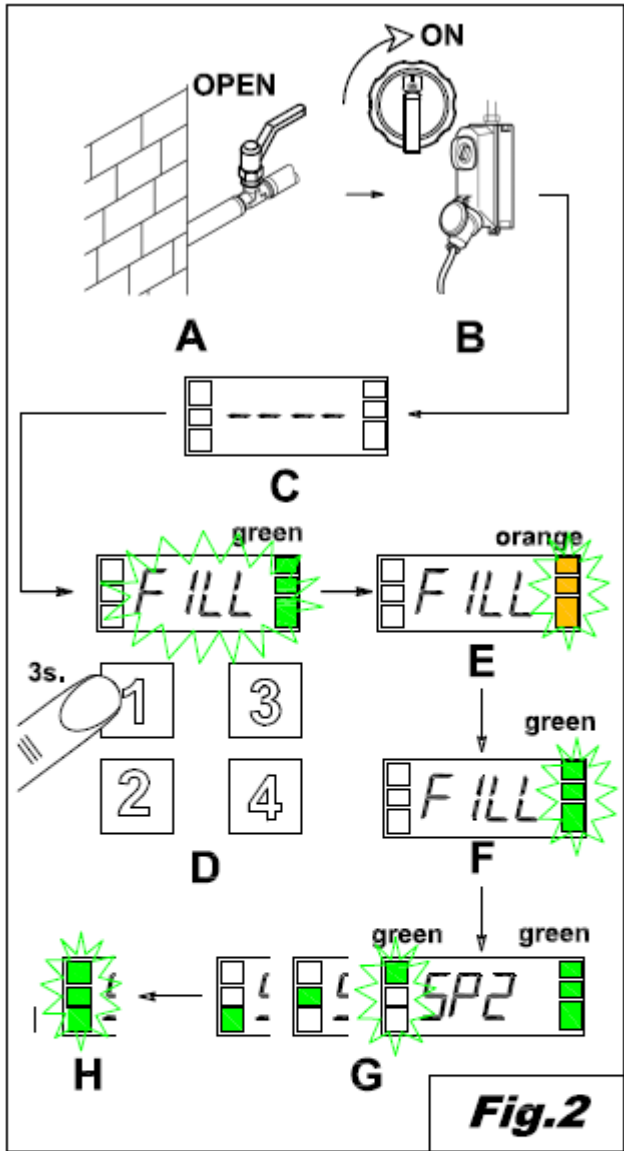 ON
OPEN
A
B
- - - -
C
green
FILL
orange
FILL
3s.
1
3
2
4
D
E
green
FILL
F
green
green
SP2
H
G
Fig.2